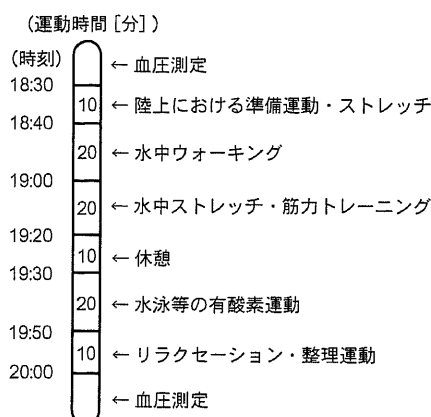 (運動時間[分])
(時刻)
← 血圧測定
18:30
10 ← 陸上における準備運動・ストレッチ
18:40
20 ← 水中ウォーキング
19:00
20 ← 水中ストレッチ・筋力トレーニング
19:20
10 ← 休憩
19:30
20 ← 水泳等の有酸素運動
19:50
10 ← リラクセーション・整理運動
20:00
← 血圧測定